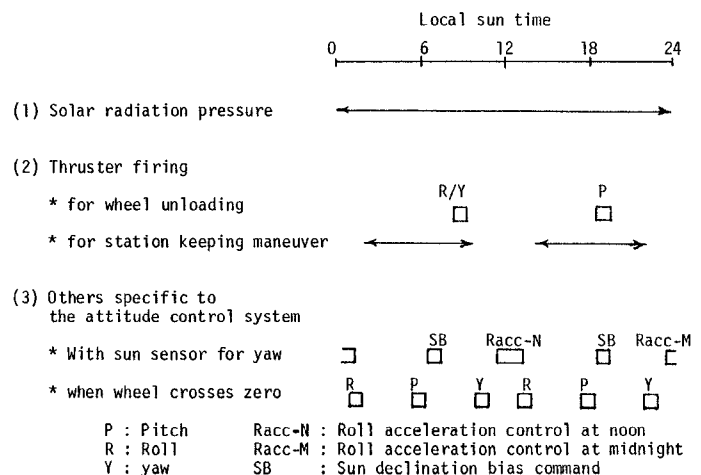 Local sun time
0 6 12 18 24
(1) Solar radiation pressure
(2) Thruster firing
R/Y P
* for wheel unloading
* for station keeping maneuver
(3) Others specific to
the attitude control system
SB Racc-N SB Racc-M
* With sun sensor for yaw
R P Y R P Y
* when wheel crosses zero
P : Pitch Racc-N : Roll acceleration control at noon
R : Roll Racc-M : Roll acceleration control at midnight
Y : yaw SB : Sun declination bias command